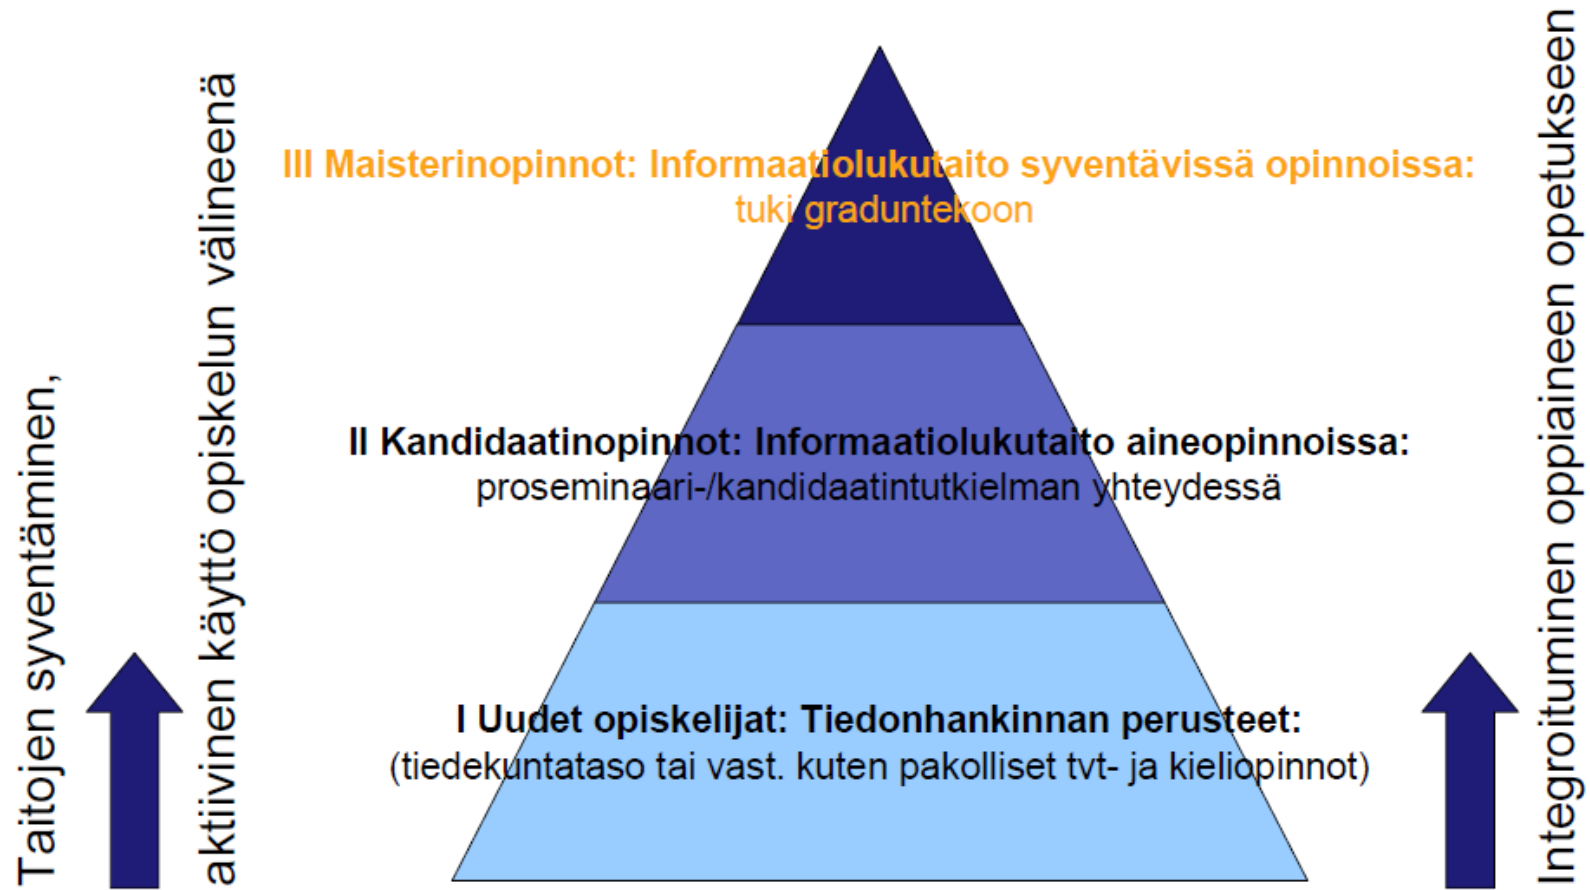 Taitojen syventäminen,
aktiivinen käyttö opiskelun välineenä
III Maisterinopinnot: Informaatiolukutaito syventävissä opinnoissa:
tuki graduntekoon
II Kandidaatinopinnot: Informaatiolukutaito aineopinnoissa:
proseminaari-/kandidaatintutkielman yhteydessä
I Uudet opiskelijat: Tiedonhankinnan perusteet:
(tiedekuntataso tai vast. kuten pakolliset tvt- ja kieliopinnot)
Integroituminen oppiaineen opetukseen